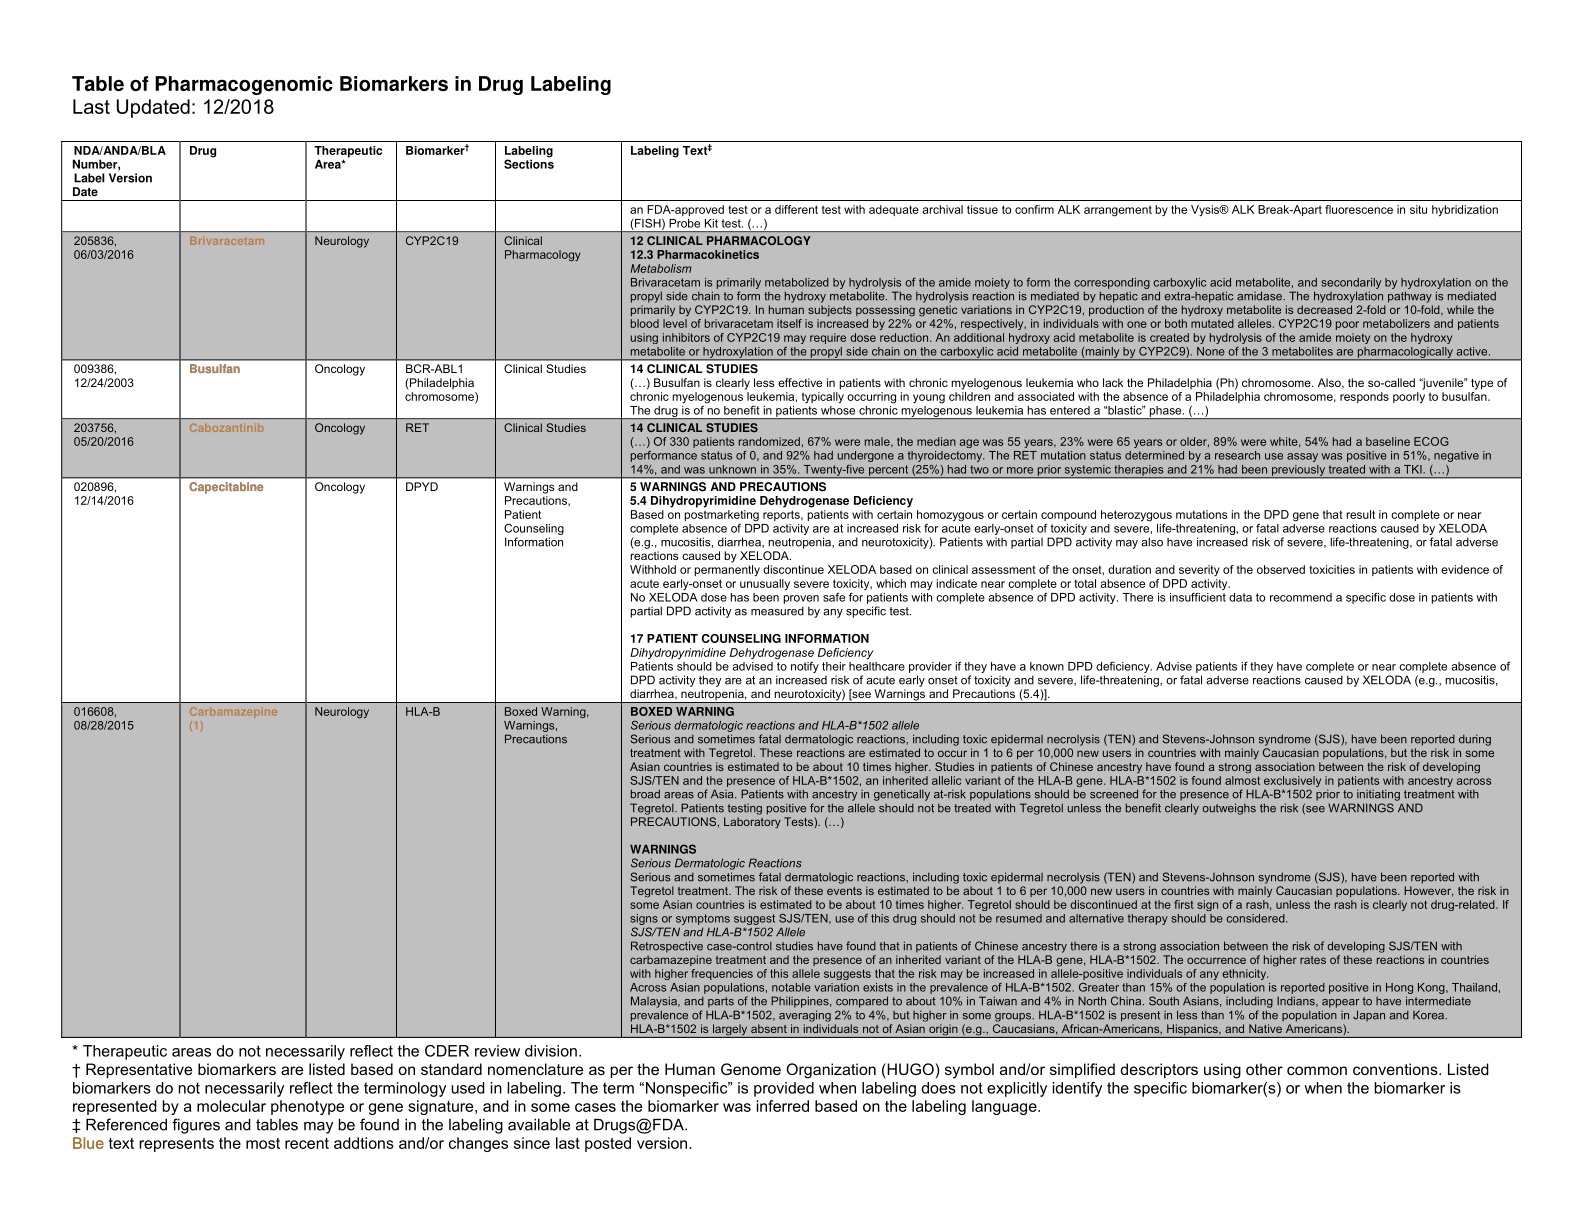 Table of Pharmacogenomic Biomarkers in Drug Labeling
Last Updated: 12/2018
NDA/ANDA/BLA
Number,
Label Version
Date
Drug
Therapeutic
Area*
Biomarker†
Labeling
Sections
Labeling Text‡
an FDA-approved test or a different test with adequate archival tissue to confirm ALK arrangement by the Vysis® ALK Break-Apart fluorescence in situ hybridization
(FISH) Probe Kit test. (…)
205836,
06/03/2016
Brivaracetam
Neurology
CYP2C19
Clinical
Pharmacology
12 CLINICAL PHARMACOLOGY
12.3 Pharmacokinetics
Metabolism
Brivaracetam is primarily metabolized by hydrolysis of the amide moiety to form the corresponding carboxylic acid metabolite, and secondarily by hydroxylation on the
propyl side chain to form the hydroxy metabolite. The hydrolysis reaction is mediated by hepatic and extra-hepatic amidase. The hydroxylation pathway is mediated
primarily by CYP2C19. In human subjects possessing genetic variations in CYP2C19, production of the hydroxy metabolite is decreased 2-fold or 10-fold, while the
blood level of brivaracetam itself is increased by 22% or 42%, respectively, in individuals with one or both mutated alleles. CYP2C19 poor metabolizers and patients
using inhibitors of CYP2C19 may require dose reduction. An additional hydroxy acid metabolite is created by hydrolysis of the amide moiety on the hydroxy
metabolite or hydroxylation of the propyl side chain on the carboxylic acid metabolite (mainly by CYP2C9). None of the 3 metabolites are pharmacologically active.
009386,
12/24/2003
Busulfan
Oncology
BCR-ABL1
(Philadelphia
chromosome)
Clinical Studies
14 CLINICAL STUDIES
(…) Busulfan is clearly less effective in patients with chronic myelogenous leukemia who lack the Philadelphia (Ph) chromosome. Also, the so-called “juvenile” type of
chronic myelogenous leukemia, typically occurring in young children and associated with the absence of a Philadelphia chromosome, responds poorly to busulfan.
The drug is of no benefit in patients whose chronic myelogenous leukemia has entered a “blastic” phase. (…)
203756,
05/20/2016
Cabozantinib
Oncology
RET
Clinical Studies
14 CLINICAL STUDIES
(…) Of 330 patients randomized, 67% were male, the median age was 55 years, 23% were 65 years or older, 89% were white, 54% had a baseline ECOG
performance status of 0, and 92% had undergone a thyroidectomy. The RET mutation status determined by a research use assay was positive in 51%, negative in
14%, and was unknown in 35%. Twenty-five percent (25%) had two or more prior systemic therapies and 21% had been previously treated with a TKI. (…)
020896,
12/14/2016
Capecitabine
Oncology
DPYD
Warnings and
Precautions,
Patient
Counseling
Information
5 WARNINGS AND PRECAUTIONS
5.4 Dihydropyrimidine Dehydrogenase Deficiency
Based on postmarketing reports, patients with certain homozygous or certain compound heterozygous mutations in the DPD gene that result in complete or near
complete absence of DPD activity are at increased risk for acute early-onset of toxicity and severe, life-threatening, or fatal adverse reactions caused by XELODA
(e.g., mucositis, diarrhea, neutropenia, and neurotoxicity). Patients with partial DPD activity may also have increased risk of severe, life-threatening, or fatal adverse
reactions caused by XELODA.
Withhold or permanently discontinue XELODA based on clinical assessment of the onset, duration and severity of the observed toxicities in patients with evidence of
acute early-onset or unusually severe toxicity, which may indicate near complete or total absence of DPD activity.
No XELODA dose has been proven safe for patients with complete absence of DPD activity. There is insufficient data to recommend a specific dose in patients with
partial DPD activity as measured by any specific test.
17 PATIENT COUNSELING INFORMATION
Dihydropyrimidine Dehydrogenase Deficiency
Patients should be advised to notify their healthcare provider if they have a known DPD deficiency. Advise patients if they have complete or near complete absence of
DPD activity they are at an increased risk of acute early onset of toxicity and severe, life-threatening, or fatal adverse reactions caused by XELODA (e.g., mucositis,
diarrhea, neutropenia, and neurotoxicity) [see Warnings and Precautions (5.4)].
016608,
08/28/2015
Carbamazepine
(1)
Neurology
HLA-B
Boxed Warning,
Warnings,
Precautions
BOXED WARNING
Serious dermatologic reactions and HLA-B*1502 allele
Serious and sometimes fatal dermatologic reactions, including toxic epidermal necrolysis (TEN) and Stevens-Johnson syndrome (SJS), have been reported during
treatment with Tegretol. These reactions are estimated to occur in 1 to 6 per 10,000 new users in countries with mainly Caucasian populations, but the risk in some
Asian countries is estimated to be about 10 times higher. Studies in patients of Chinese ancestry have found a strong association between the risk of developing
SJS/TEN and the presence of HLA-B*1502, an inherited allelic variant of the HLA-B gene. HLA-B*1502 is found almost exclusively in patients with ancestry across
broad areas of Asia. Patients with ancestry in genetically at-risk populations should be screened for the presence of HLA-B*1502 prior to initiating treatment with
Tegretol. Patients testing positive for the allele should not be treated with Tegretol unless the benefit clearly outweighs the risk (see WARNINGS AND
PRECAUTIONS, Laboratory Tests). (…)
WARNINGS
Serious Dermatologic Reactions
Serious and sometimes fatal dermatologic reactions, including toxic epidermal necrolysis (TEN) and Stevens-Johnson syndrome (SJS), have been reported with
Tegretol treatment. The risk of these events is estimated to be about 1 to 6 per 10,000 new users in countries with mainly Caucasian populations. However, the risk in
some Asian countries is estimated to be about 10 times higher. Tegretol should be discontinued at the first sign of a rash, unless the rash is clearly not drug-related. If
signs or symptoms suggest SJS/TEN, use of this drug should not be resumed and alternative therapy should be considered.
SJS/TEN and HLA-B*1502 Allele
Retrospective case-control studies have found that in patients of Chinese ancestry there is a strong association between the risk of developing SJS/TEN with
carbamazepine treatment and the presence of an inherited variant of the HLA-B gene, HLA-B*1502. The occurrence of higher rates of these reactions in countries
with higher frequencies of this allele suggests that the risk may be increased in allele-positive individuals of any ethnicity.
Across Asian populations, notable variation exists in the prevalence of HLA-B*1502. Greater than 15% of the population is reported positive in Hong Kong, Thailand,
Malaysia, and parts of the Philippines, compared to about 10% in Taiwan and 4% in North China. South Asians, including Indians, appear to have intermediate
prevalence of HLA-B*1502, averaging 2% to 4%, but higher in some groups. HLA-B*1502 is present in less than 1% of the population in Japan and Korea.
HLA-B*1502 is largely absent in individuals not of Asian origin (e.g., Caucasians, African-Americans, Hispanics, and Native Americans).
* Therapeutic areas do not necessarily reflect the CDER review division.
† Representative biomarkers are listed based on standard nomenclature as per the Human Genome Organization (HUGO) symbol and/or simplified descriptors using other common conventions. Listed
biomarkers do not necessarily reflect the terminology used in labeling. The term “Nonspecific” is provided when labeling does not explicitly identify the specific biomarker(s) or when the biomarker is
represented by a molecular phenotype or gene signature, and in some cases the biomarker was inferred based on the labeling language.
‡ Referenced figures and tables may be found in the labeling available at Drugs@FDA.
Blue text represents the most recent addtions and/or changes since last posted version.